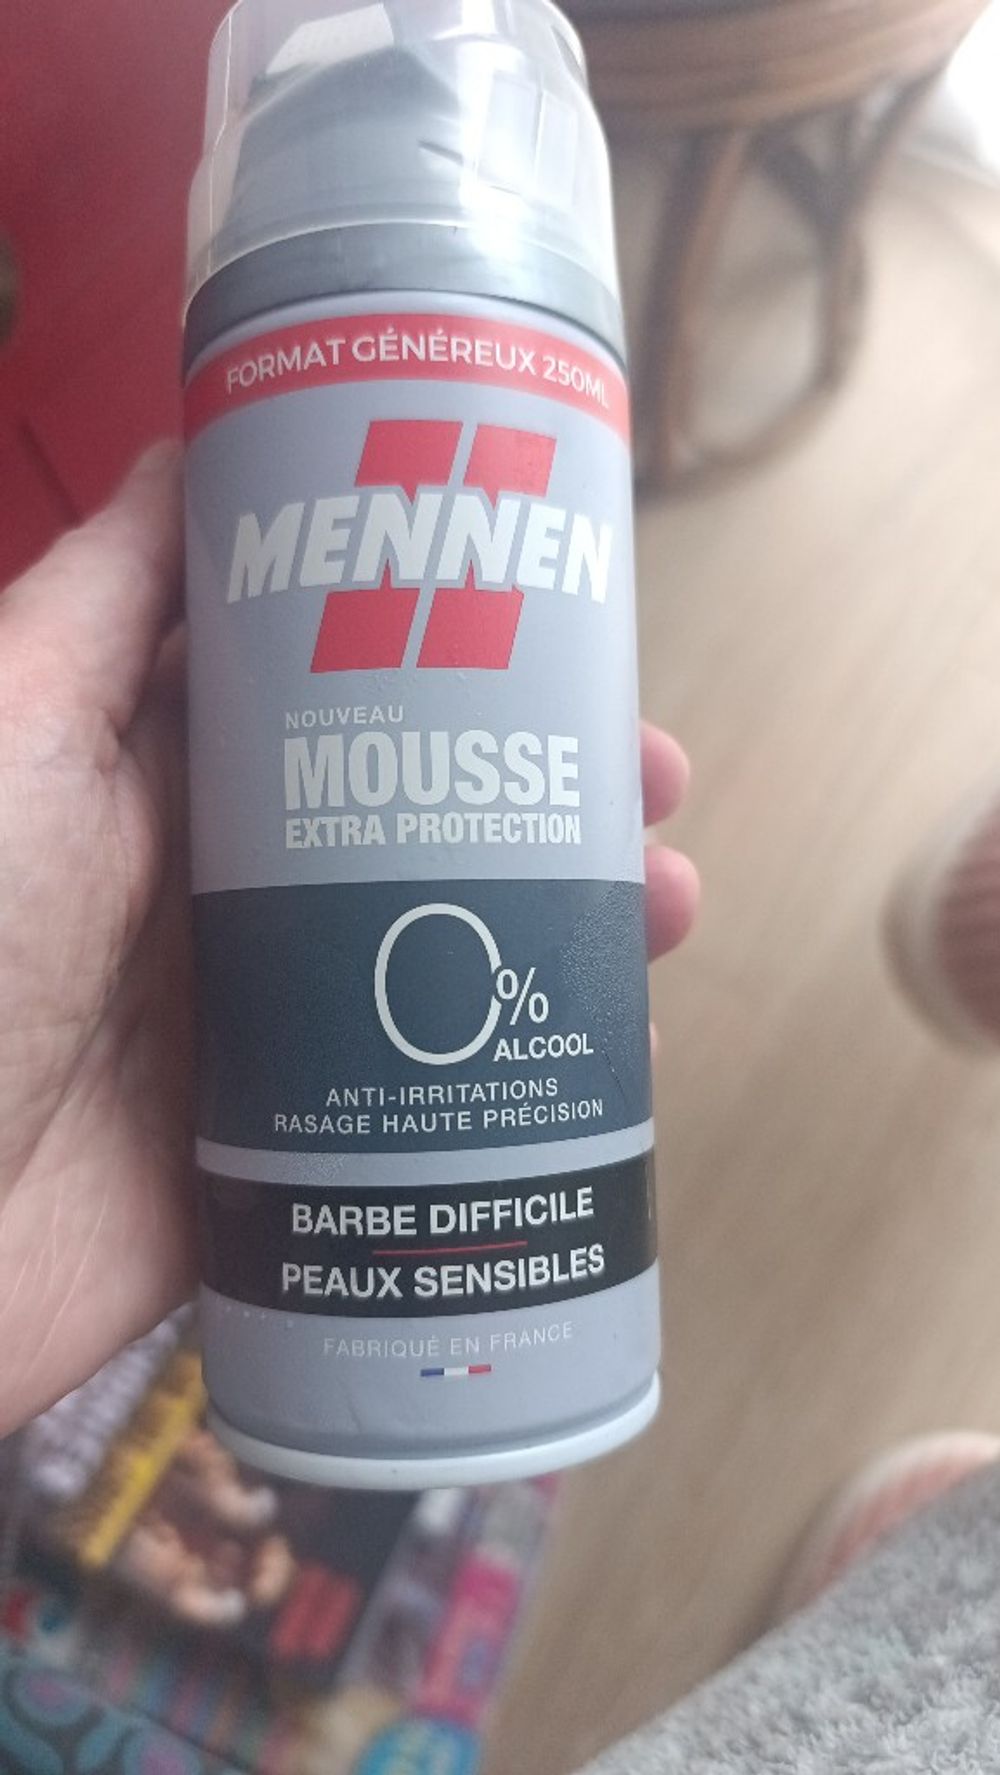 FORMAT GÉNÉREUX 250ML
MENNEN
NOUVEAU
MOUSSE
EXTRA PROTECTION
0%
ALCOOL
ANTI-IRRITATIONS
RASAGE HAUTE PRÉCISION
BARBE DIFFICILE
PEAUX SENSIBLES
FABRIQUÉ EN FRANCE